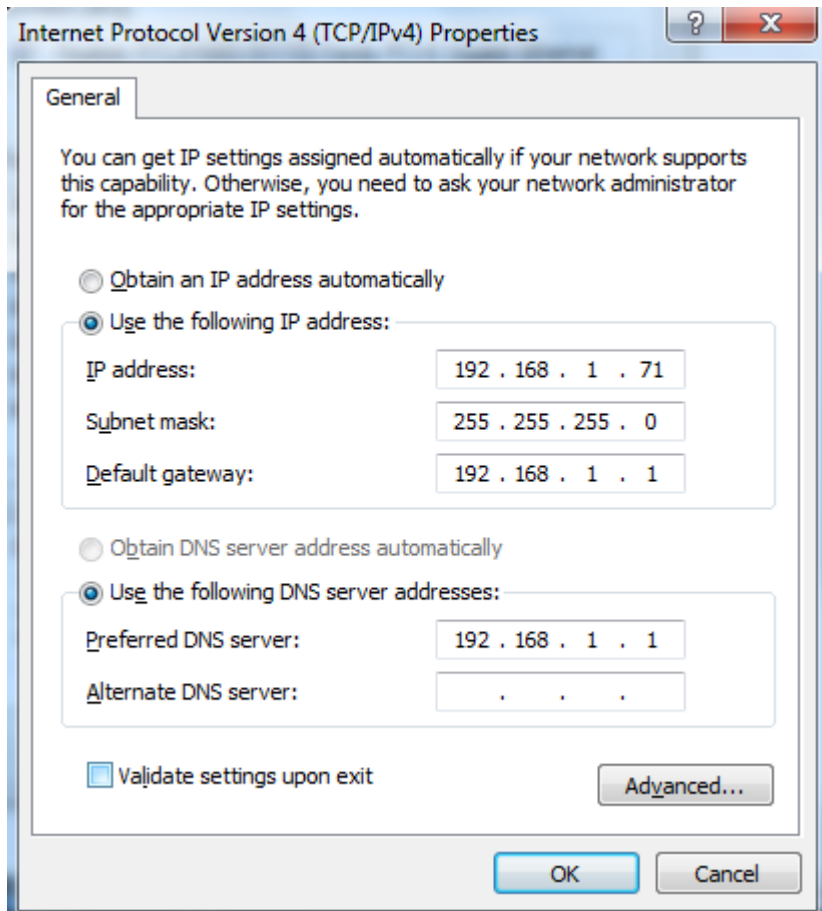 Internet Protocol Version 4 (TCP/IPv4) Properties
?
X
General
You can get IP settings assigned automatically if your network supports
this capability. Otherwise, you need to ask your network administrator
for the appropriate IP settings.
Obtain an IP address automatically
Use the following IP address:
IP address: 192 . 168 . 1 . 71
Subnet mask: 255 . 255 . 255 . 0
Default gateway: 192 . 168 . 1 . 1
Obtain DNS server address automatically
Use the following DNS server addresses:
Preferred DNS server: 192 . 168 . 1 . 1
Alternate DNS server: . . .
Validate settings upon exit
Advanced...
OK Cancel